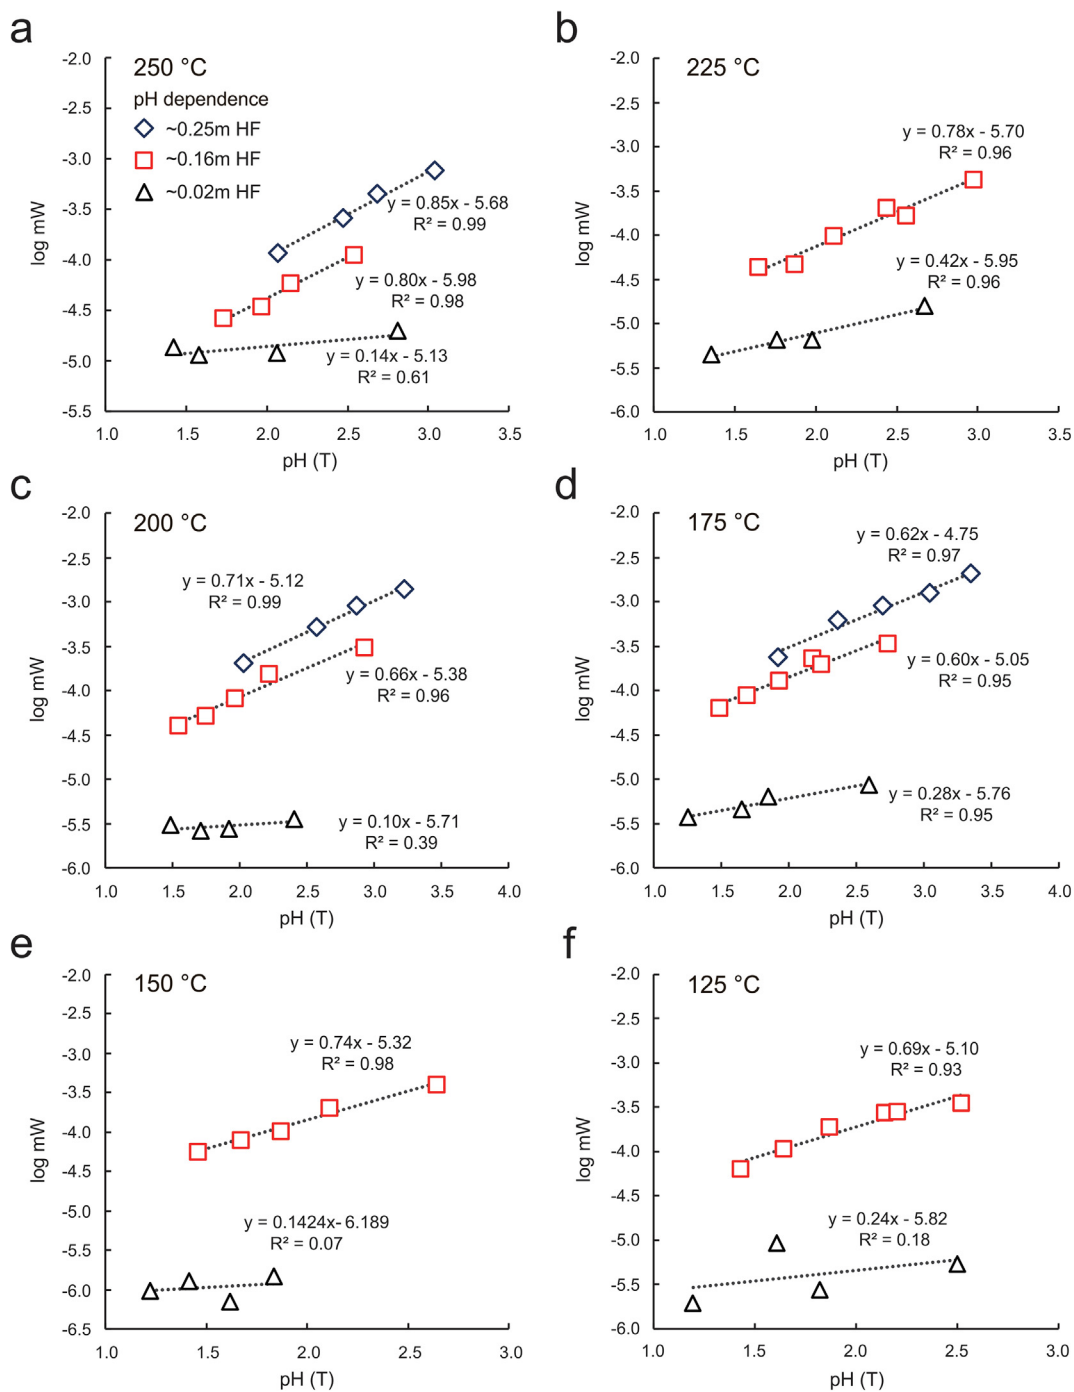 a
250 °C
pH dependence
~0.25m HF
~0.16m HF
~0.02m HF
-2.0
-2.5
-3.0
-3.5
-4.0
-4.5
-5.0
-5.5
log mW
y = 0.85x - 5.68
R² = 0.99
y = 0.80x - 5.98
R² = 0.98
y = 0.14x - 5.13
R² = 0.61
1.0 1.5 2.0 2.5 3.0 3.5
pH (T)
b
225 °C
-2.0
-2.5
-3.0
-3.5
-4.0
-4.5
-5.0
-5.5
-6.0
log mW
y = 0.78x - 5.70
R² = 0.96
y = 0.42x - 5.95
R² = 0.96
1.0 1.5 2.0 2.5 3.0 3.5
pH (T)
c
200 °C
-2.0
-2.5
-3.0
-3.5
-4.0
-4.5
-5.0
-5.5
-6.0
log mW
y = 0.71x - 5.12
R² = 0.99
y = 0.66x - 5.38
R² = 0.96
y = 0.10x - 5.71
R² = 0.39
1.0 1.5 2.0 2.5 3.0 3.5 4.0
pH (T)
d
175 °C
-2.0
-2.5
-3.0
-3.5
-4.0
-4.5
-5.0
-5.5
-6.0
log mW
y = 0.62x - 4.75
R² = 0.97
y = 0.60x - 5.05
R² = 0.95
y = 0.28x - 5.76
R² = 0.95
1.0 1.5 2.0 2.5 3.0 3.5 4.0
pH (T)
e
150 °C
-2.0
-2.5
-3.0
-3.5
-4.0
-4.5
-5.0
-5.5
-6.0
-6.5
log mW
y = 0.74x - 5.32
R² = 0.98
y = 0.1424x- 6.189
R² = 0.07
1.0 1.5 2.0 2.5 3.0
pH (T)
f
125 °C
-2.0
-2.5
-3.0
-3.5
-4.0
-4.5
-5.0
-5.5
-6.0
log mW
y = 0.69x - 5.10
R² = 0.93
y = 0.24x - 5.82
R² = 0.18
1.0 1.5 2.0 2.5 3.0
pH (T)